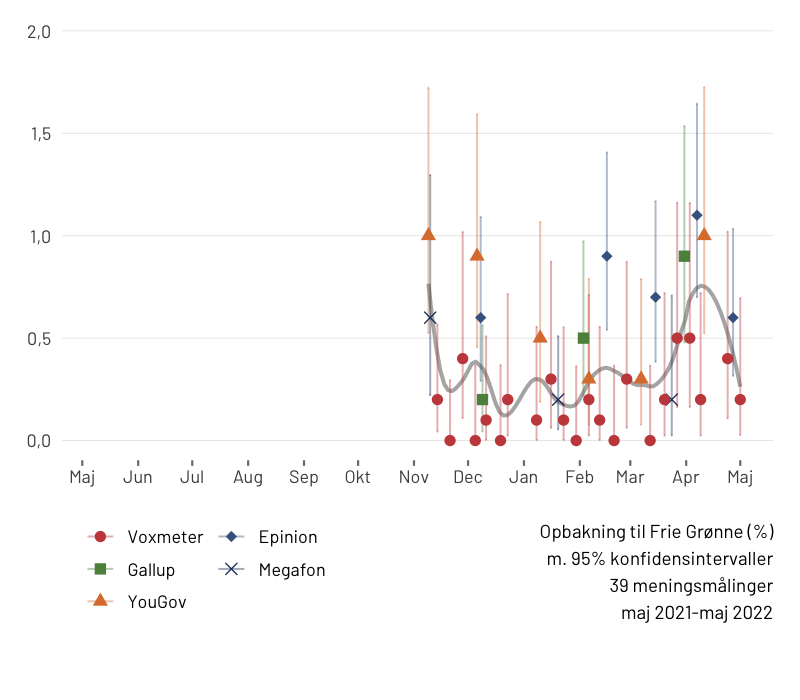 2,0
1,5
1,0
0,5
0,0
Maj Jun Jul Aug Sep Okt Nov Dec Jan Feb Mar Apr Maj
Voxmeter Epinion
Gallup Megafon
YouGov
Opbakning til Frie Grønne (%)
m. 95% konfidensintervaller
39 meningsmålinger
maj 2021-maj 2022